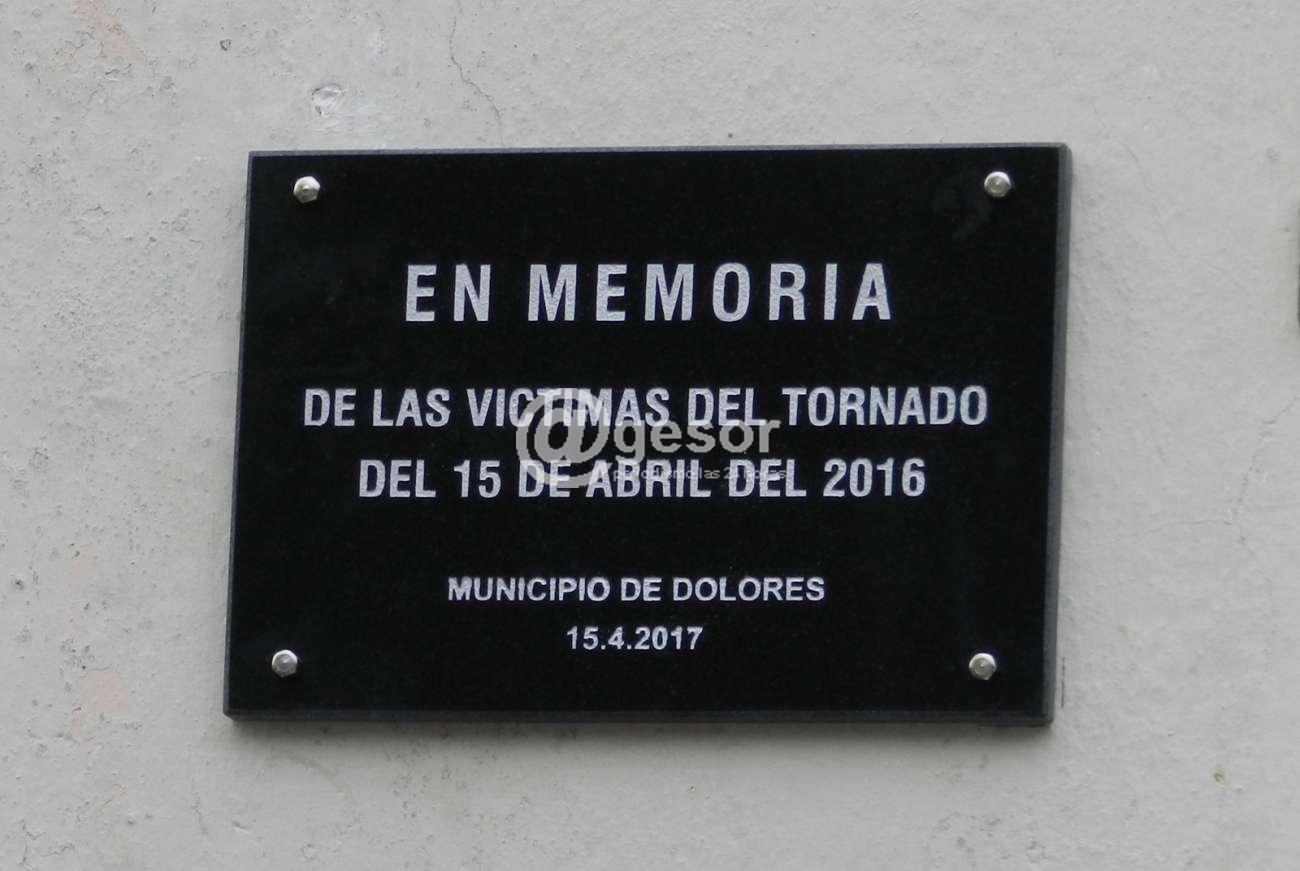 EN MEMORIA
DE LAS VICTIMAS DEL TORNADO
@gesor
DEL 15 DE ABRIL DEL 2016
MUNICIPIO DE DOLORES
15.4.2017